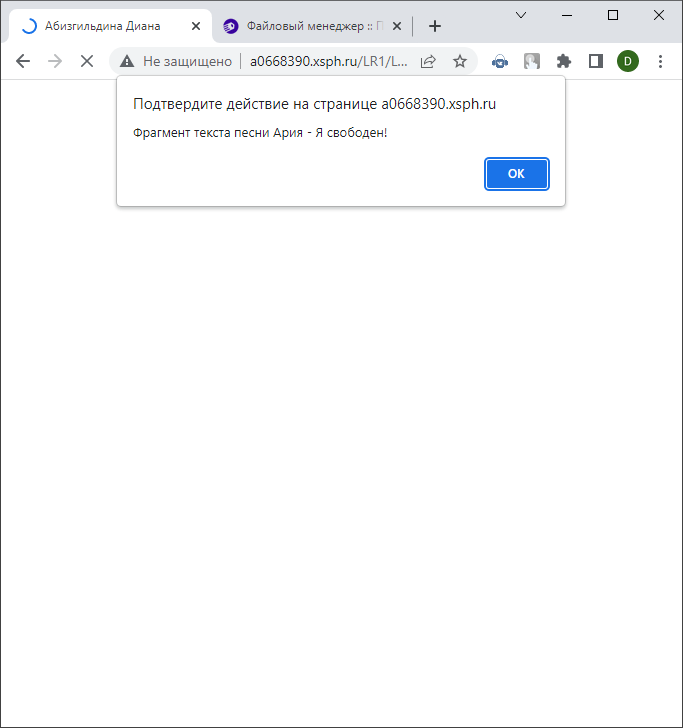 Абизгильдина Диана
Файловый менеджер :: П
Не защищено
a0668390.xsph.ru/LR1/L...
D
Подтвердите действие на странице a0668390.xsph.ru
Фрагмент текста песни Ария - Я свободен!
ОК